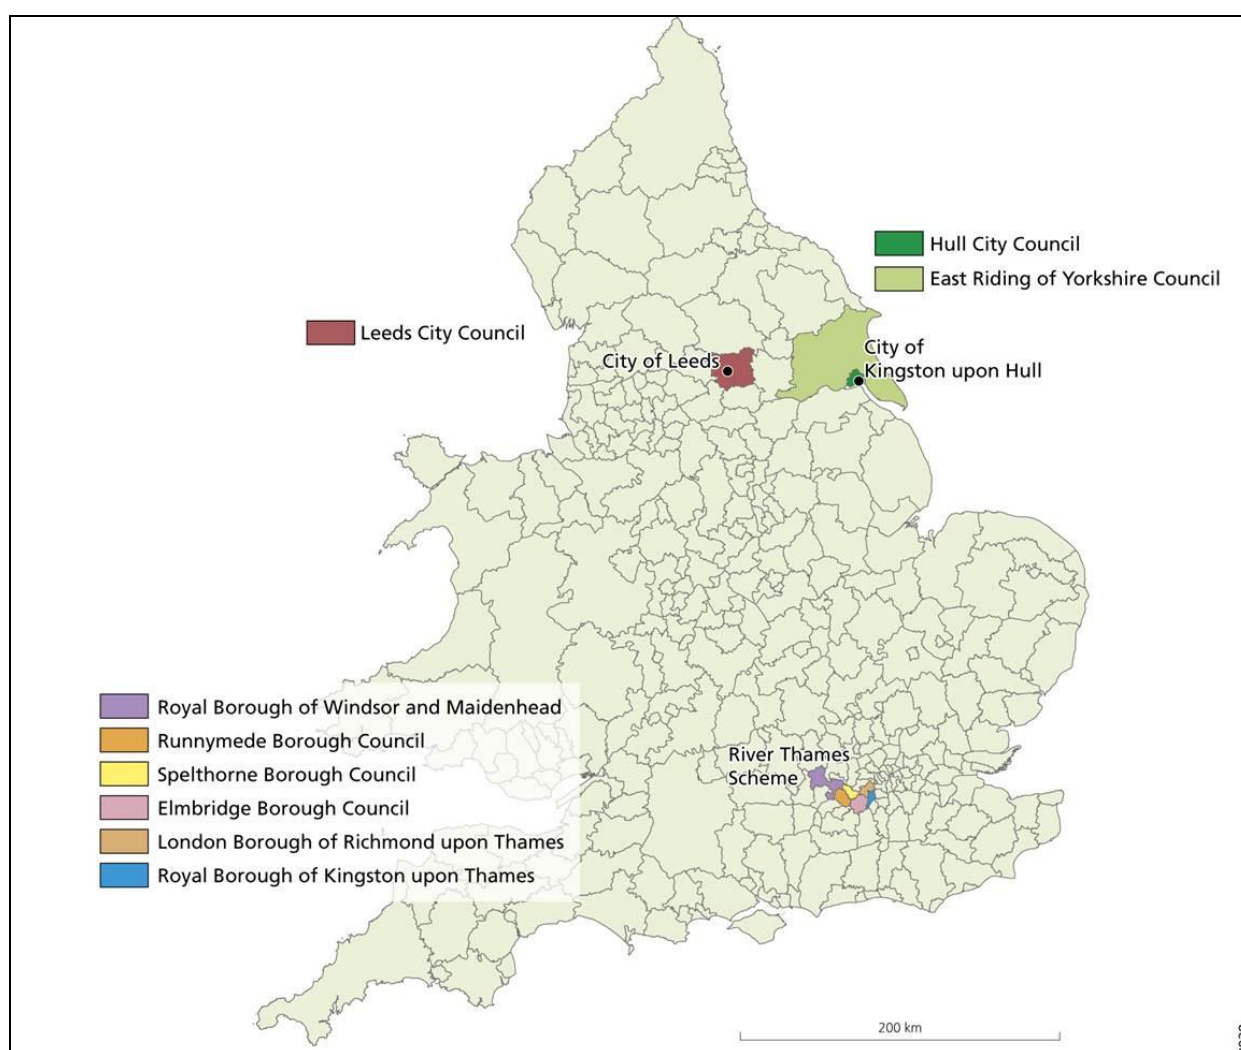 Hull City Council
East Riding of Yorkshire Council
Leeds City Council
City of Leeds
City of
Kingston upon Hull
Royal Borough of Windsor and Maidenhead
Runnymede Borough Council
Spelthorne Borough Council
Elmbridge Borough Council
London Borough of Richmond upon Thames
Royal Borough of Kingston upon Thames
River Thames
Scheme
200 km